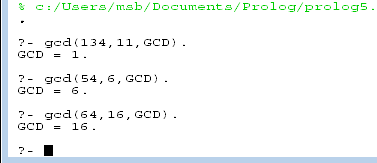 % c:/Users/msb/Documents/Prolog/prolog5.
.
?- gcd(134,11,GCD).
GCD = 1.
?- gcd(54,6,GCD).
GCD = 6.
?- gcd(64,16,GCD).
GCD = 16.
?-